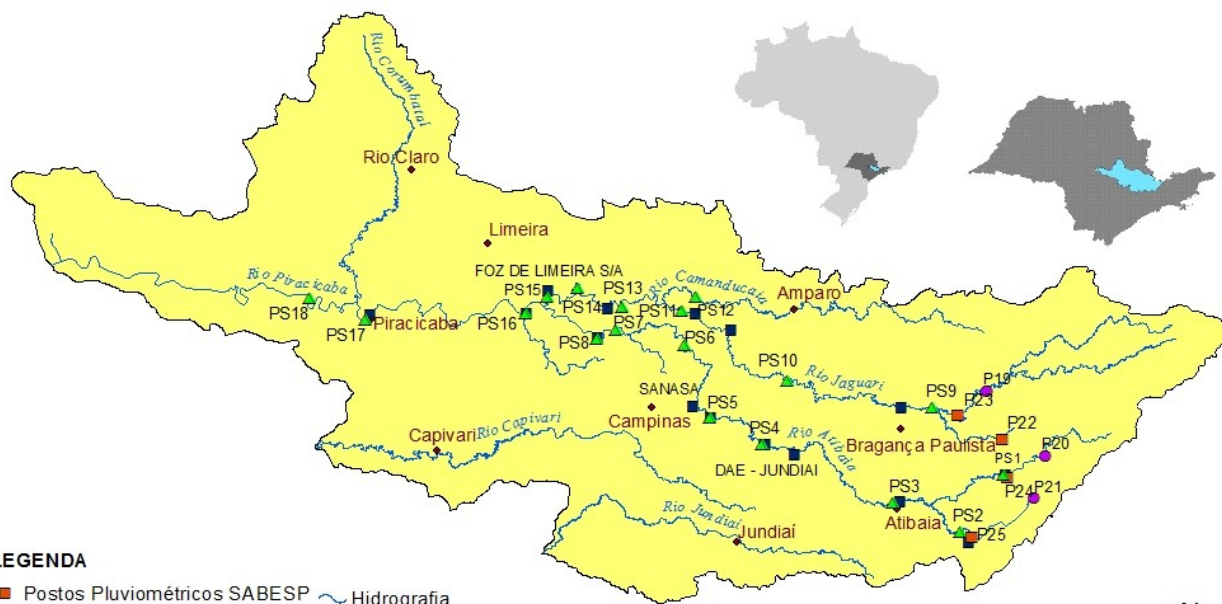 Rio Corumbataí
Rio Claro
Limeira
FOZ DE LIMEIRA S/A
Rio Piracicaba
Rio Camanducaia
Amparo
PS15
PS13
PS14
PS11
PS12
PS18
PS17
Piracicaba
PS16
PS8
PS7
PS6
PS10
Rio Jaguari
PS9
P19
P23
SANASA
PS5
Campinas
Capivari
Rio Capivari
PS4
Rio Atibaia
Bragança Paulista
P22
P20
DAE - JUNDIAI
PS1
P24
P21
PS3
Atibaia
PS2
P25
Rio Jundiaí
Jundiaí
LEGENDA
Postos Pluviométricos SABESP
Hidrografia